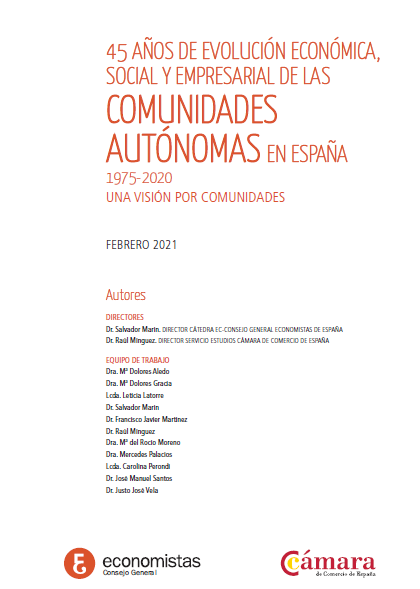 45 AÑOS DE EVOLUCIÓN ECONÓMICA,
SOCIAL Y EMPRESARIAL DE LAS
COMUNIDADES
AUTÓNOMAS EN ESPAÑA
1975-2020
UNA VISIÓN POR COMUNIDADES
FEBRERO 2021
Autores
DIRECTORES
Dr. Salvador Marín. DIRECTOR CÁTEDRA EC-CONSEJO GENERAL ECONOMISTAS DE ESPAÑA
Dr. Raúl Mínguez. DIRECTOR SERVICIO ESTUDIOS CÁMARA DE COMERCIO DE ESPAÑA
EQUIPO DE TRABAJO
Dra. Mª Dolores Aledo
Dra. Mª Dolores Gracia
Lcda. Leticia Latorre
Dr. Salvador Marín
Dr. Francisco Javier Martínez
Dr. Raúl Mínguez
Dra. Mª del Rocío Moreno
Dra. Mercedes Palacios
Lcda. Carolina Perondi
Dr. José Manuel Santos
Dr. Justo José Vela
economistas
Consejo General
Cámara
de Comercio de España